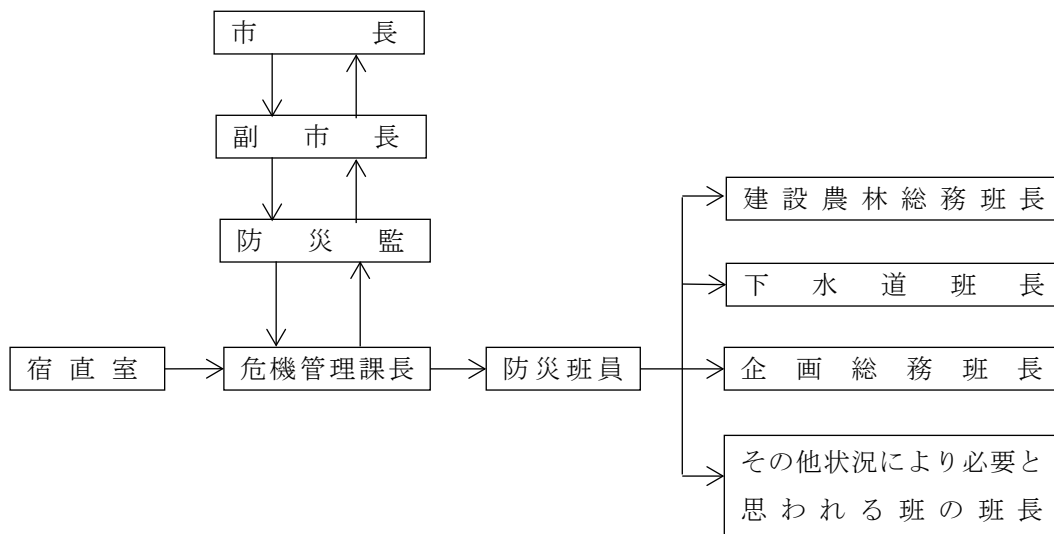 市長
副市長
防災監
建設農林総務班長
下水道班長
宿直室
危機管理課長
防災班員
企画総務班長
その他状況により必要と
思われる班の班長